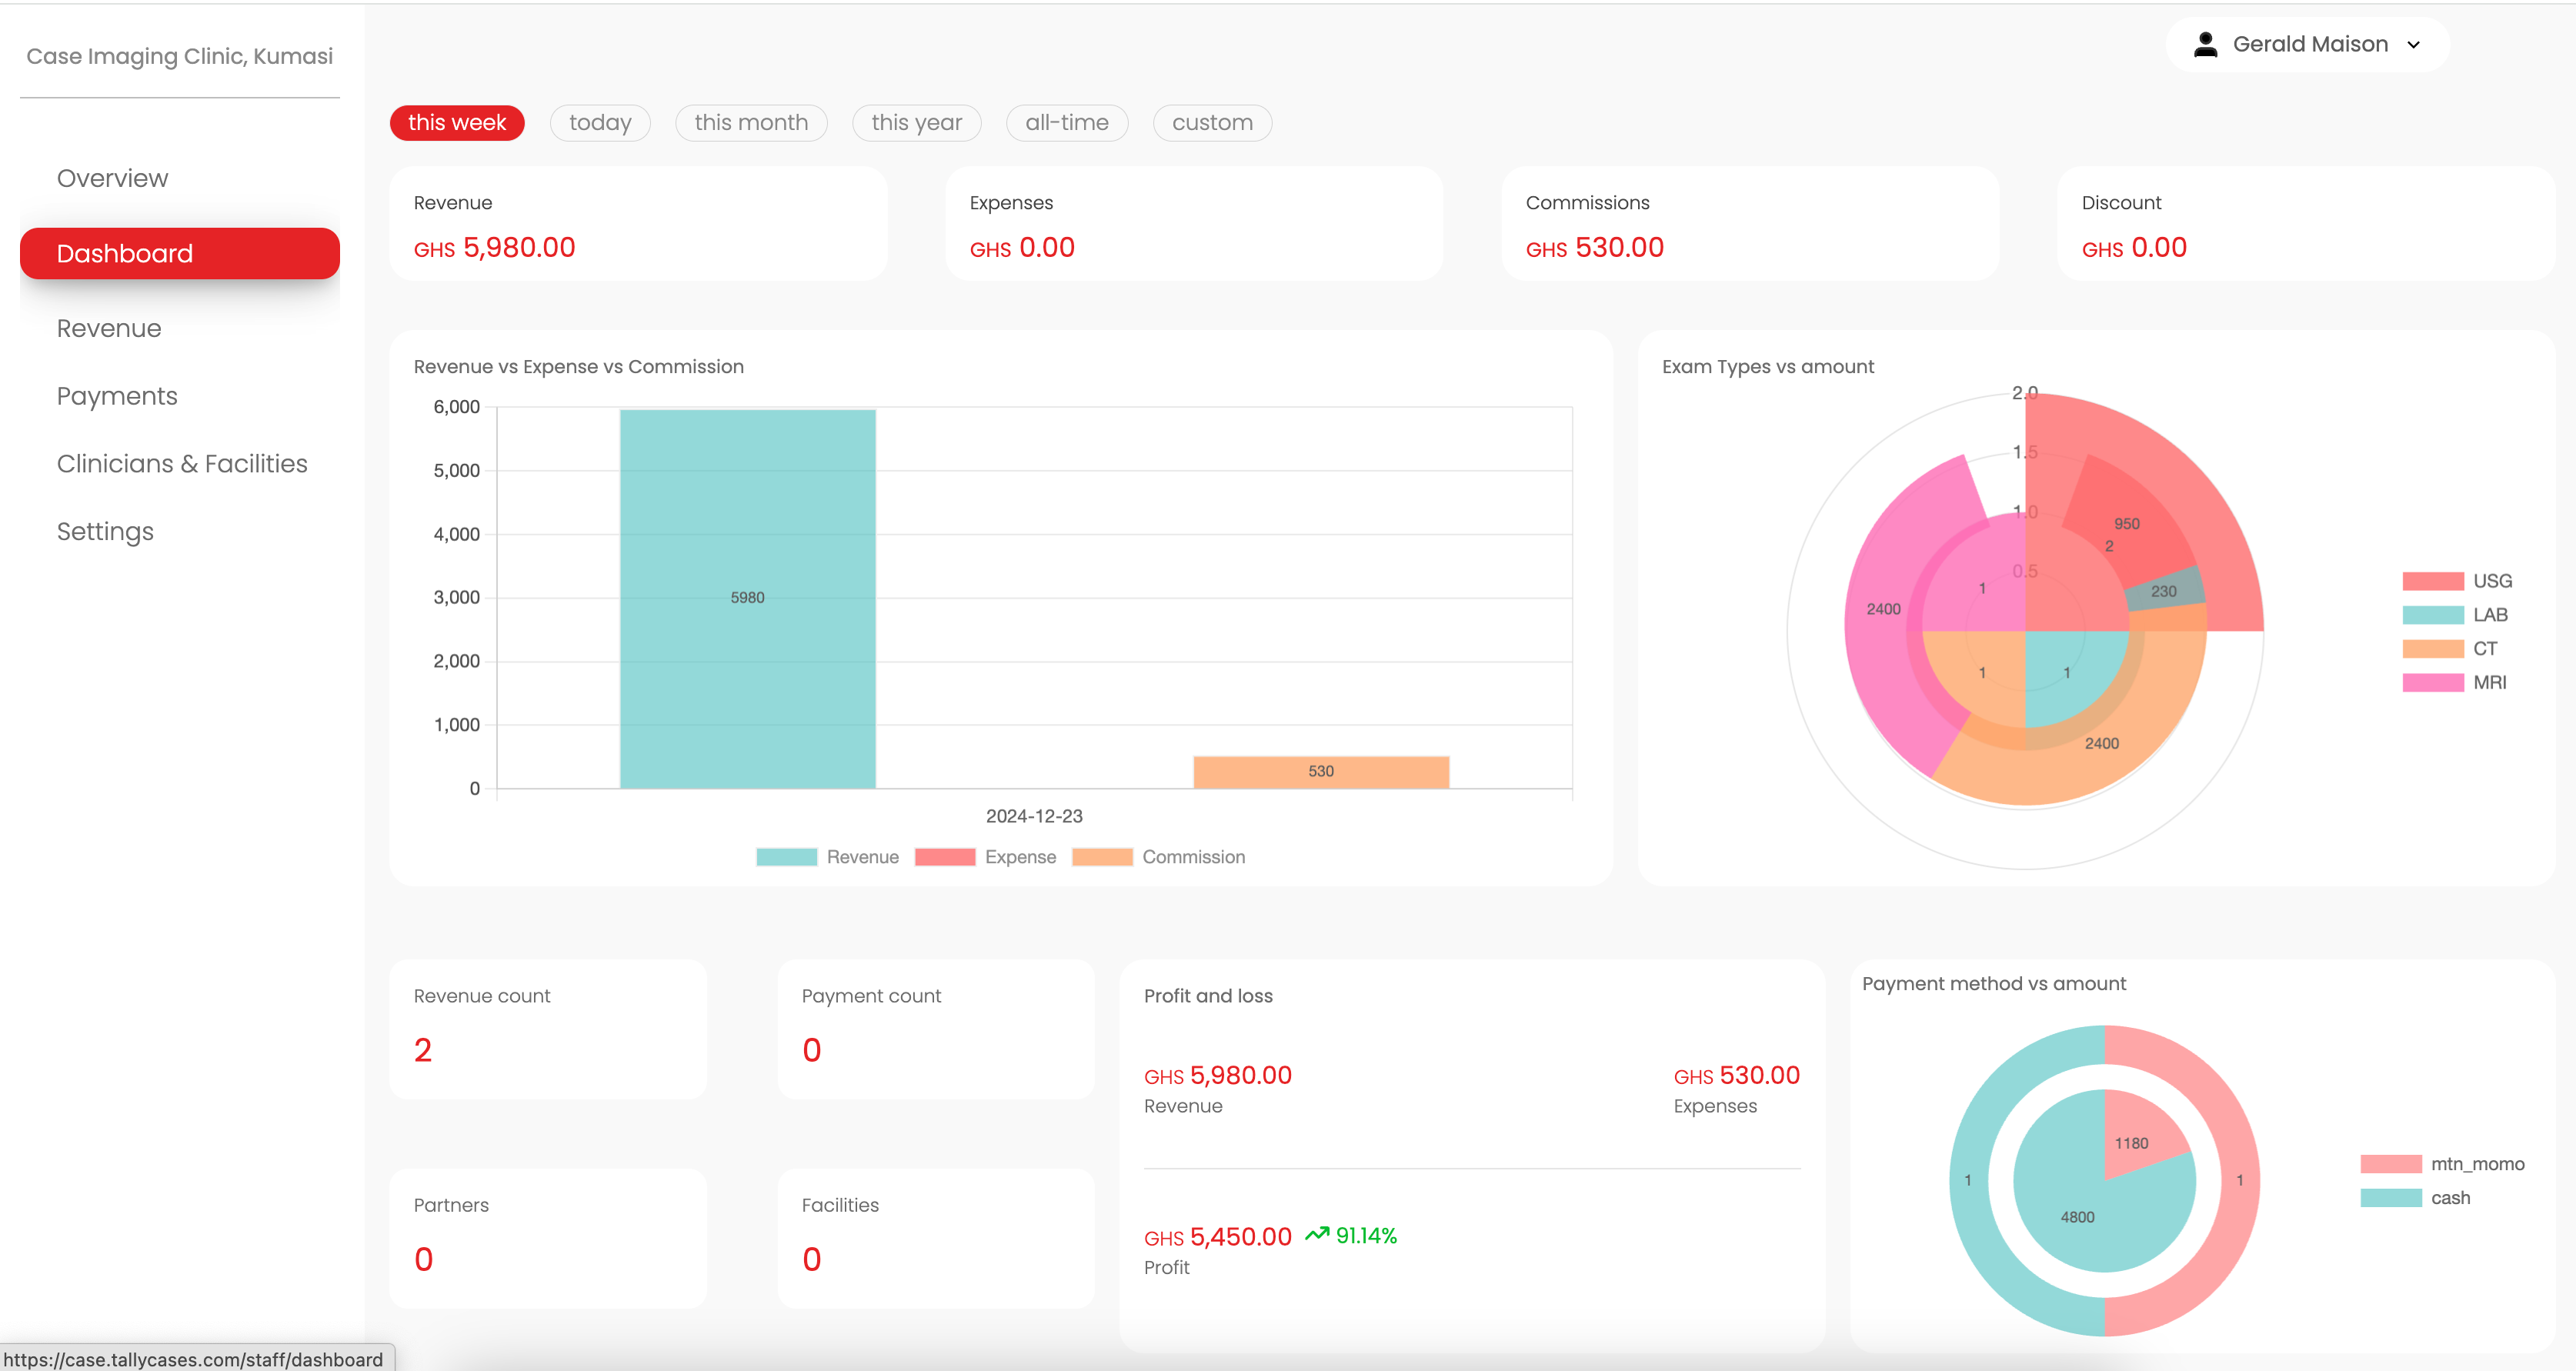 Case Imaging Clinic, Kumasi
Gerald Maison
Overview
Dashboard
Revenue
Payments
Clinicians & Facilities
Settings
this week today this month this year all-time custom
Revenue
GHS 5,980.00
Expenses
GHS 0.00
Commissions
GHS 530.00
Discount
GHS 0.00
Revenue vs Expense vs Commission
6,000
5,000
4,000
3,000
2,000
1,000
0
5980
530
2024-12-23
Revenue Expense Commission
Exam Types vs amount
2.0
1.5
1.0
0.5
950
2
230
1
2400
1
1
2400
USG
LAB
CT
MRI
Revenue count
2
Payment count
0
Partners
0
Facilities
0
Profit and loss
GHS 5,980.00
Revenue
GHS 530.00
Expenses
GHS 5,450.00 91.14%
Profit
Payment method vs amount
1180
1
1
4800
mtn_momo
cash
https://case.tallycases.com/staff/dashboard